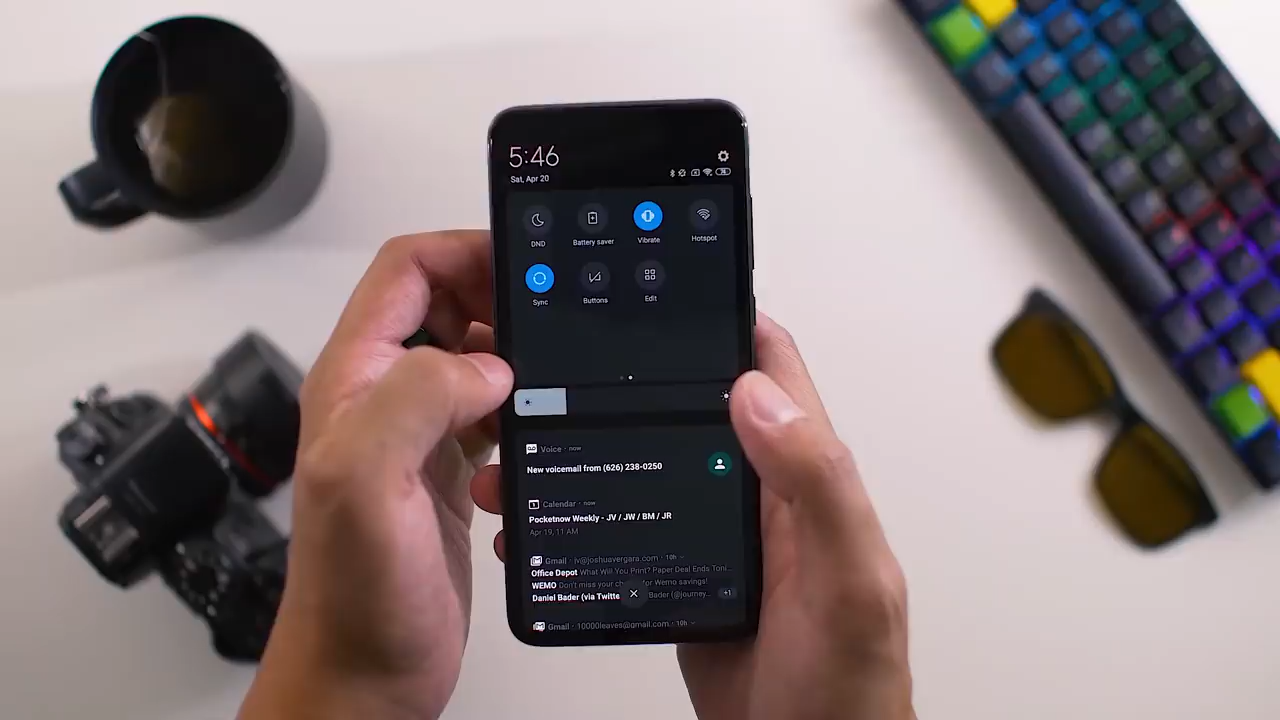 5:46
Sat, Apr 20
DND
Battery saver
Vibrate
Hotspot
Sync
Buttons
Edit
Voice · now
New voicemail from (626) 238-0250
Calendar · now
Pocketnow Weekly - JV / JW / BM / JR
Apr 19, 11 AM
Gmail · jv@joshuavergara.com · 10h
Office Depot What Will You Print? Paper Deal Ends Toni...
WEMO Don't miss your for Wemo savings!
Daniel Bader (via Twitte Bader (@journey... +1
Gmail · 10000leaves@gmail.com · 10h